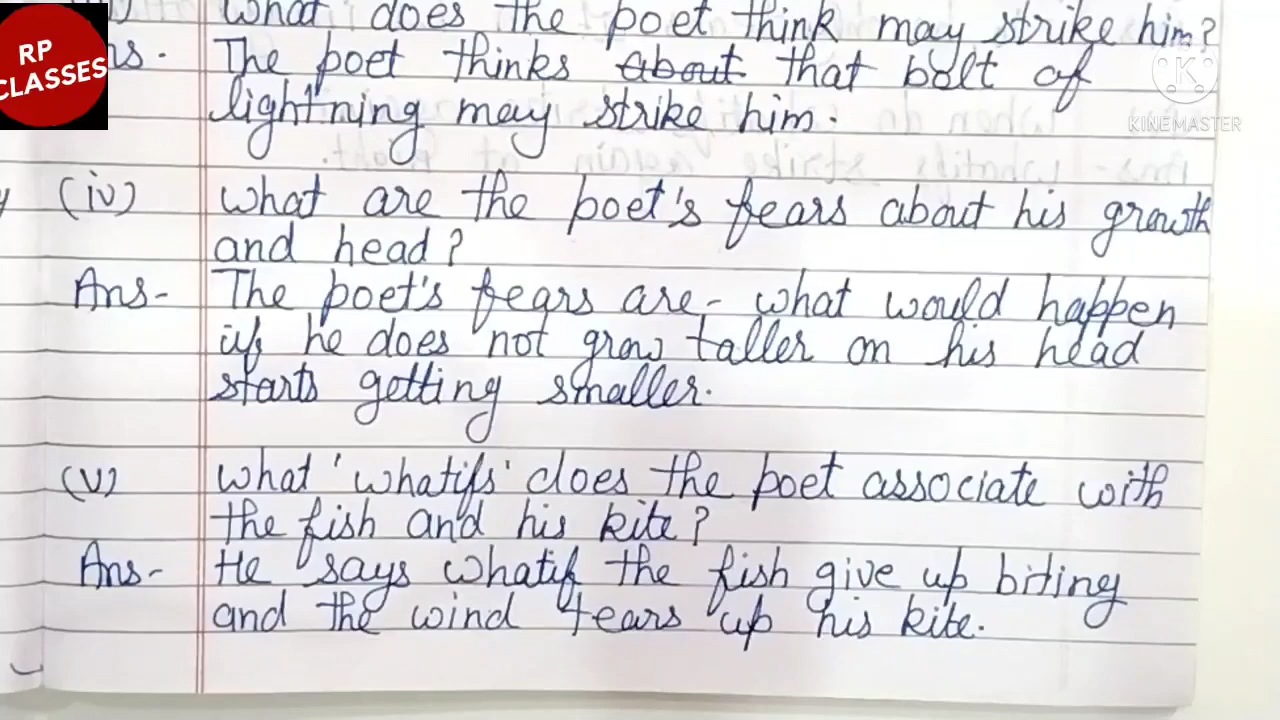 RP
CLASSES
What does the poet think may strike him?
Ans. The poet thinks about that bolt of
lightning may strike him.
KINEMASTER
(iv) What are the poet's fears about his growth
and head?
Ans- The poet's fears are- what would happen
if he does not grow taller on his head
starts getting smaller.
(v) What 'whatifs' does the poet associate with
the fish and his kite?
Ans- He says whatif the fish give up biting
and the wind tears up his kite.